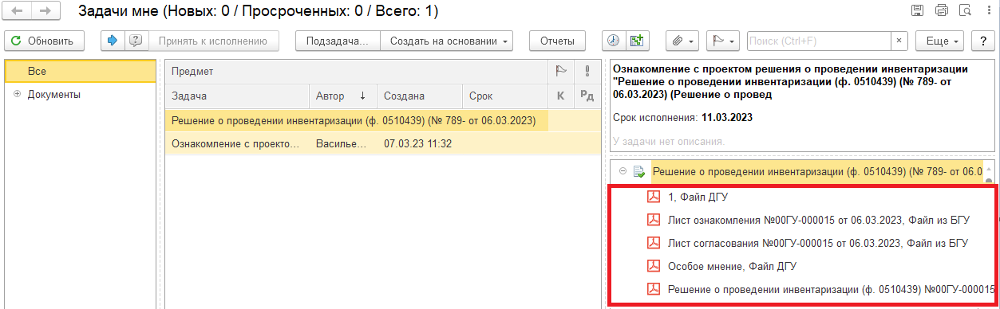 Задачи мне (Новых: 0 / Просроченных: 0 / Всего: 1)
Обновить
Принять к исполнению
Подзадача...
Создать на основании
Отчеты
Поиск (Ctrl+F)
×
Еще
?
Все
Документы
Предмет
Задача Автор ↓ Создана Срок К Рд
Решение о проведении инвентаризации (ф. 0510439) (№ 789- от 06.03.2023)
Ознакомление с проекто... Василье... 07.03.23 11:32
Ознакомление с проектом решения о проведении инвентаризации
"Решение о проведении инвентаризации (ф. 0510439) (№ 789- от
06.03.2023) (Решение о провед
Срок исполнения: 11.03.2023
У задачи нет описания.
Решение о проведении инвентаризации (ф. 0510439) (№ 789- от 06.0
1, Файл ДГУ
Лист ознакомления №00ГУ-000015 от 06.03.2023, Файл из БГУ
Лист согласования №00ГУ-000015 от 06.03.2023, Файл из БГУ
Особое мнение, Файл ДГУ
Решение о проведении инвентаризации (ф. 0510439) №00ГУ-000015